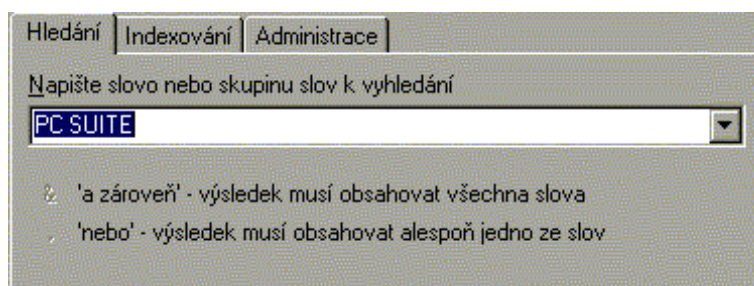 Hledání Indexování Administrace
Napište slovo nebo skupinu slov k vyhledání
PC SUITE
& 'a zároveň' - výsledek musí obsahovat všechna slova
, 'nebo' - výsledek musí obsahovat alespoň jedno ze slov